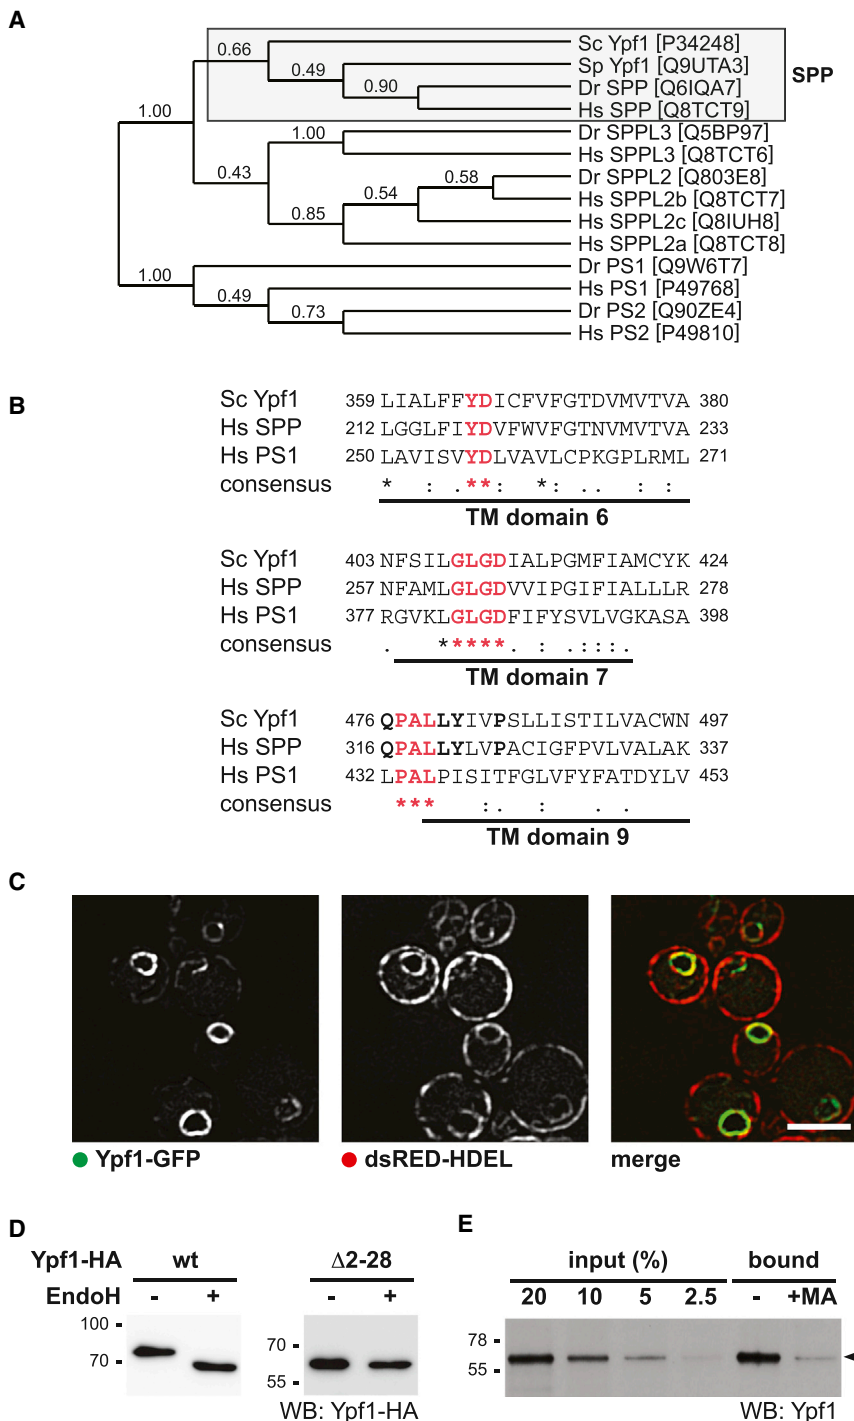 A
0.66
Sc Ypf1 [P34248]
0.49
Sp Ypf1 [Q9UTA3]
SPP
0.90
Dr SPP [Q6IQA7]
Hs SPP [Q8TCT9]
1.00
1.00
Dr SPPL3 [Q5BP97]
Hs SPPL3 [Q8TCT6]
0.43
0.58
Dr SPPL2 [Q803E8]
0.54
Hs SPPL2b [Q8TCT7]
0.85
Hs SPPL2c [Q8IUH8]
Hs SPPL2a [Q8TCT8]
1.00
Dr PS1 [Q9W6T7]
0.49
Hs PS1 [P49768]
0.73
Dr PS2 [Q90ZE4]
Hs PS2 [P49810]
B
Sc Ypf1 359 LIALFFYDICFVFGTDVMVTVA 380
Hs SPP 212 LGGLFIYDVFWVFGTNVMVTVA 233
Hs PS1 250 LAVISVYDLVAVLCPKGPLRML 271
consensus * : .**: *: .. : :
TM domain 6
Sc Ypf1 403 NFSILGLGDIALPGMFIAMCYK 424
Hs SPP 257 NFAMLGLGDVVIPGIFIALLLR 278
Hs PS1 377 RGVKLGLGDFIFYSVLVGKASA 398
consensus . *****. : .::::.
TM domain 7
Sc Ypf1 476 QPALLYIVPSLLISTILVACWN 497
Hs SPP 316 QPALLYLVPACIGFPVLVALAK 337
Hs PS1 432 LPALPISITFGLVFYFATDYLV 453
consensus *** :. : . .
TM domain 9
C
Ypf1-GFP
dsRED-HDEL
merge
D
Ypf1-HA wt Δ2-28
EndoH - + - +
100
70
70
55
WB: Ypf1-HA
E
input (%) bound
20 10 5 2.5 - +MA
78
55
WB: Ypf1